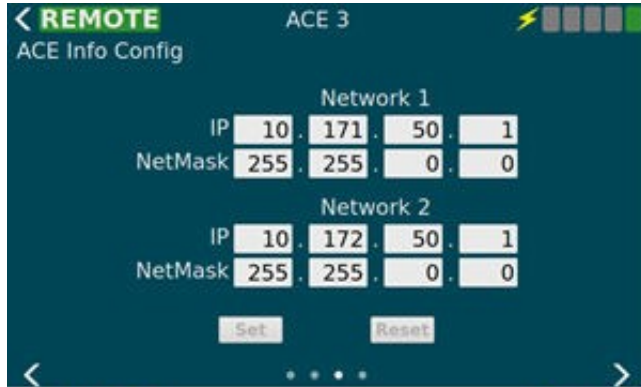 < REMOTE ACE 3
ACE Info Config
Network 1
IP 10 . 171 . 50 . 1
NetMask 255 . 255 . 0 . 0
Network 2
IP 10 . 172 . 50 . 1
NetMask 255 . 255 . 0 . 0
Set Reset
< >